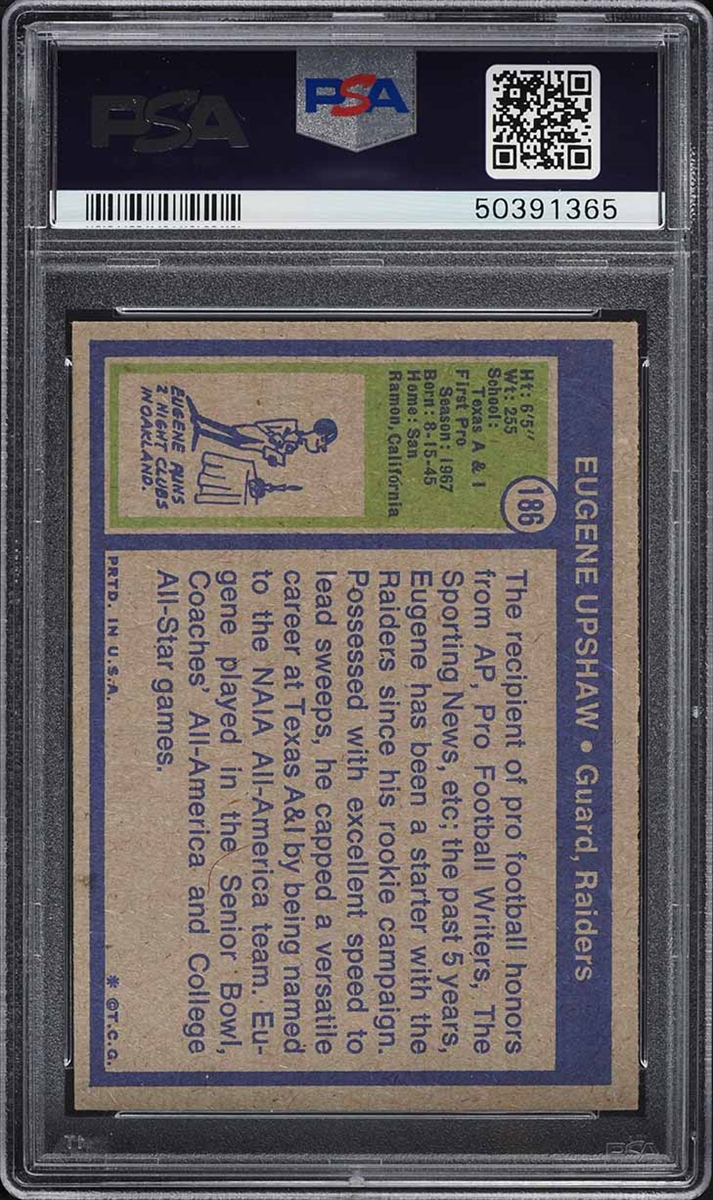 PSA
PSA
50391365
EUGENE UPSHAW • Guard, Raiders
186
Ht: 6'5"
Wt: 255
School:
Texas A & I
First Pro
Season: 1967
Born: 8-15-45
Home: San
Ramon, California
EUGENE RUNS
2 NIGHT CLUBS
IN OAKLAND.
The recipient of pro football honors
from AP, Pro Football Writers, The
Sporting News, etc; the past 5 years,
Eugene has been a starter with the
Raiders since his rookie campaign.
Possessed with excellent speed to
lead sweeps, he capped a versatile
career at Texas A&I by being named
to the NAIA All-America team. Eu-
gene played in the Senior Bowl,
Coaches' All-America and College
All-Star games.
PRTD. IN U.S.A.
* ©T.C.G.
PSA